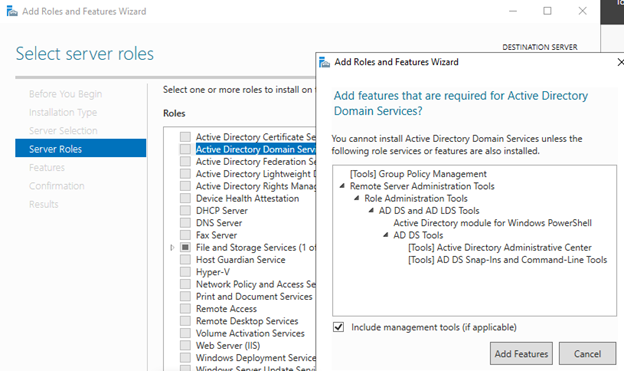 Add Roles and Features Wizard
Select server roles
DESTINATION SERVER
Before You Begin
Installation Type
Server Selection
Server Roles
Features
Confirmation
Results
Select one or more roles to install on
Roles
Active Directory Certificate Se
Active Directory Domain Servi
Active Directory Federation S
Active Directory Lightweight D
Active Directory Rights Manag
Device Health Attestation
DHCP Server
DNS Server
Fax Server
File and Storage Services (1 o
Host Guardian Service
Hyper-V
Network Policy and Access Se
Print and Document Services
Remote Access
Remote Desktop Services
Volume Activation Services
Web Server (IIS)
Windows Deployment Service
Windows Server Update Servi
Add Roles and Features Wizard
Add features that are required for Active Directory
Domain Services?
You cannot install Active Directory Domain Services unless the
following role services or features are also installed.
[Tools] Group Policy Management
Remote Server Administration Tools
Role Administration Tools
AD DS and AD LDS Tools
Active Directory module for Windows PowerShell
AD DS Tools
[Tools] Active Directory Administrative Center
[Tools] AD DS Snap-Ins and Command-Line Tools
Include management tools (if applicable)
Add Features
Cancel